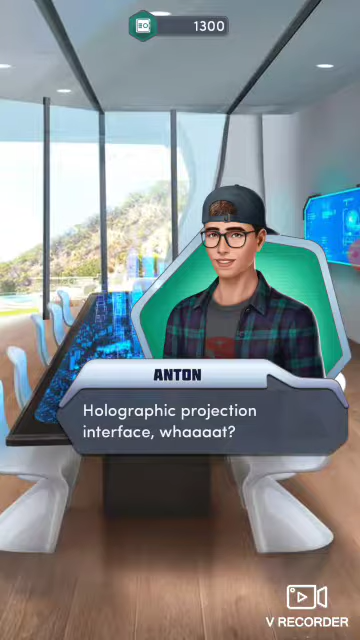 1300
ANTON
Holographic projection
interface, whaaaat?
V RECORDER